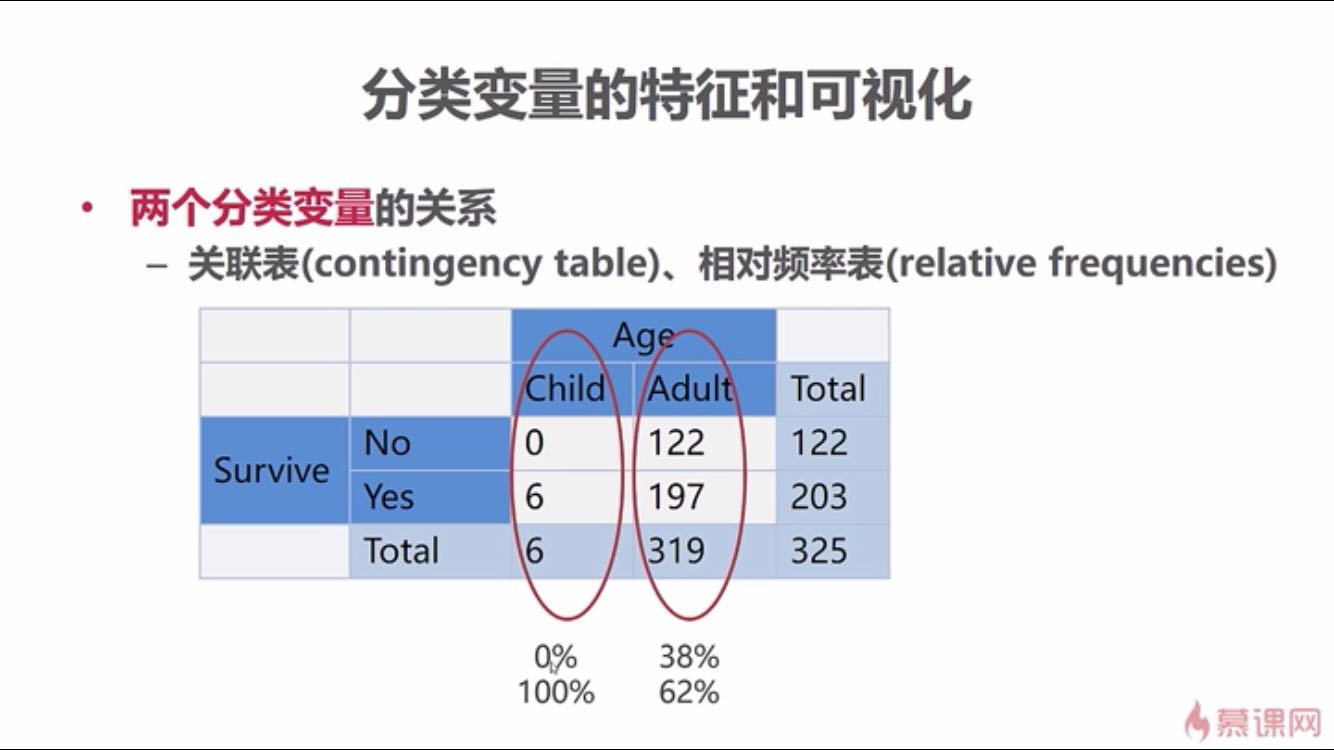 分类变量的特征和可视化
• 两个分类变量的关系
– 关联表(contingency table)、相对频率表(relative frequencies)
Age
Child Adult Total
Survive
No 0 122 122
Yes 6 197 203
Total 6 319 325
0% 38%
100% 62%
慕课网